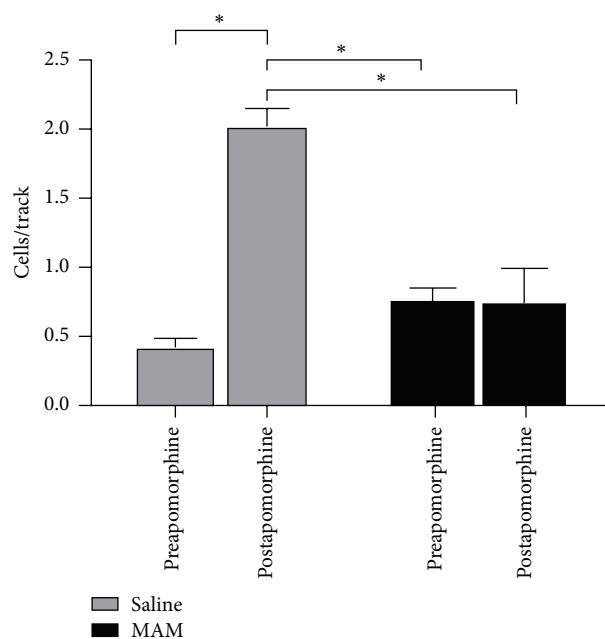 *
*
*
2.5
2.0
1.5
1.0
0.5
0.0
Cells/track
Preapomorphine
Postapomorphine
Preapomorphine
Postapomorphine
Saline
MAM